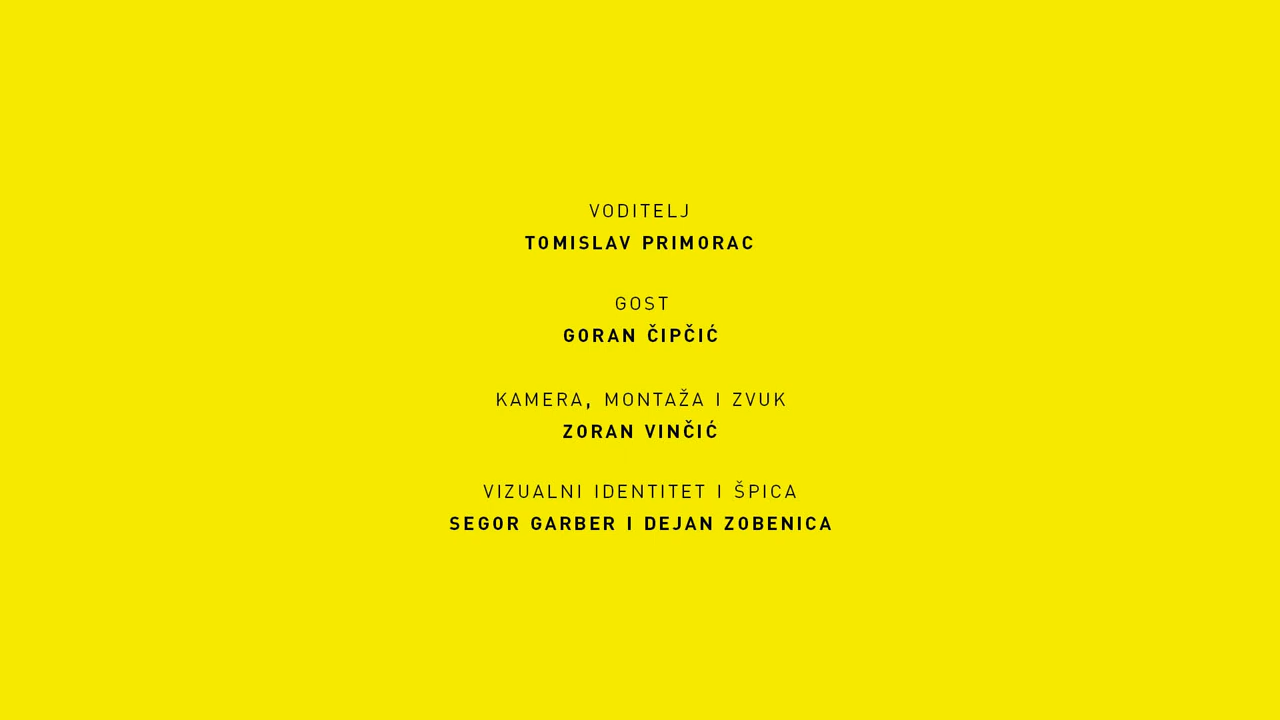 VODITELJ
TOMISLAV PRIMORAC
GOST
GORAN ČIPČIĆ
KAMERA, MONTAŽA I ZVUK
ZORAN VINČIĆ
VIZUALNI IDENTITET I ŠPICA
SEGOR GARBER I DEJAN ZOBENICA